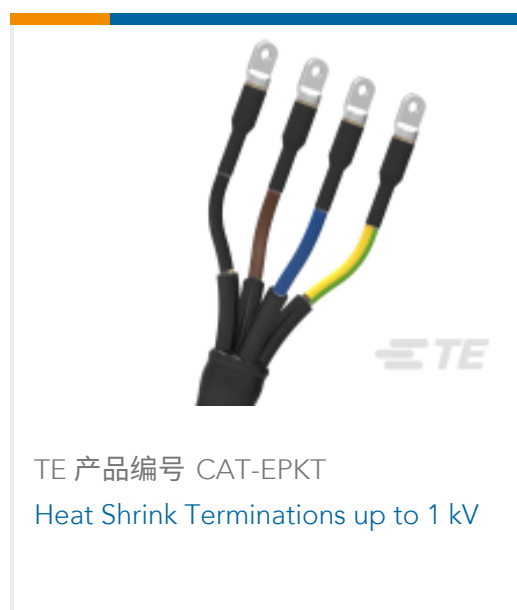 TE
TE 产品编号 CAT-EPKT
Heat Shrink Terminations up to 1 kV